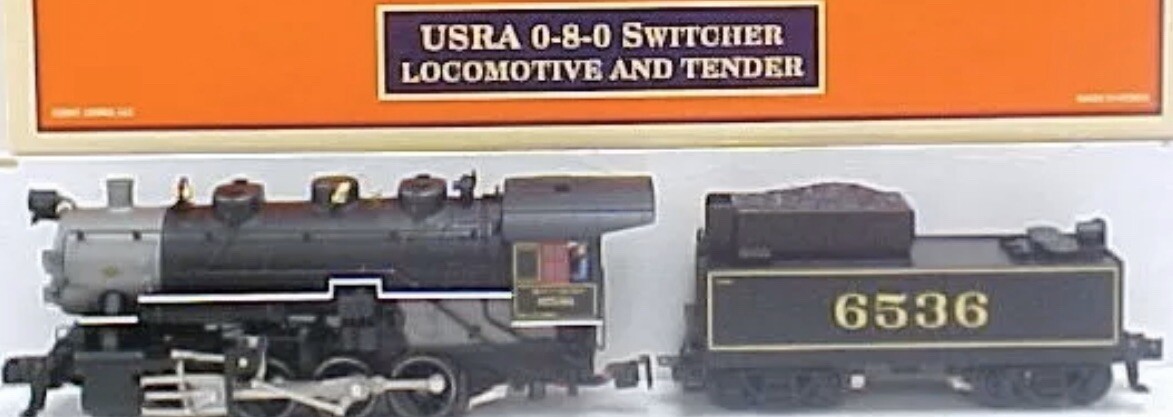 USRA 0-8-0 SWITCHER
LOCOMOTIVE AND TENDER
6536